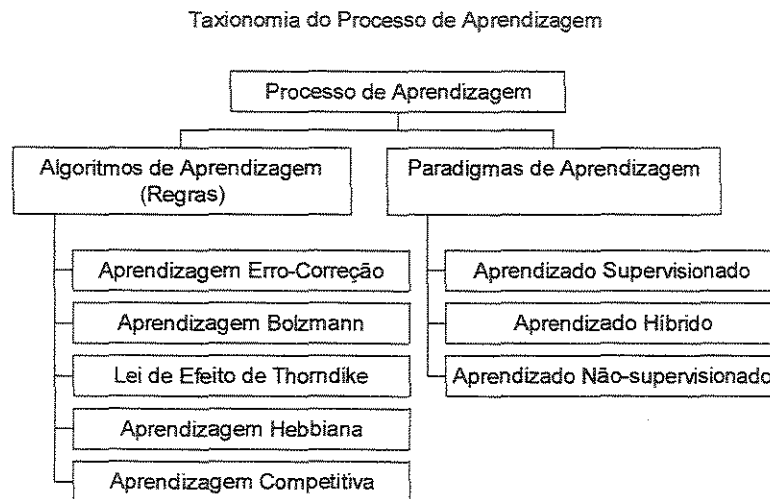 Taxionomia do Processo de Aprendizagem
Processo de Aprendizagem
Algoritmos de Aprendizagem
(Regras)
Paradigmas de Aprendizagem
Aprendizagem Erro-Correção
Aprendizado Supervisionado
Aprendizagem Bolzmann
Aprendizado Híbrido
Lei de Efeito de Thorndike
Aprendizado Não-supervisionado
Aprendizagem Hebbiana
Aprendizagem Competitiva